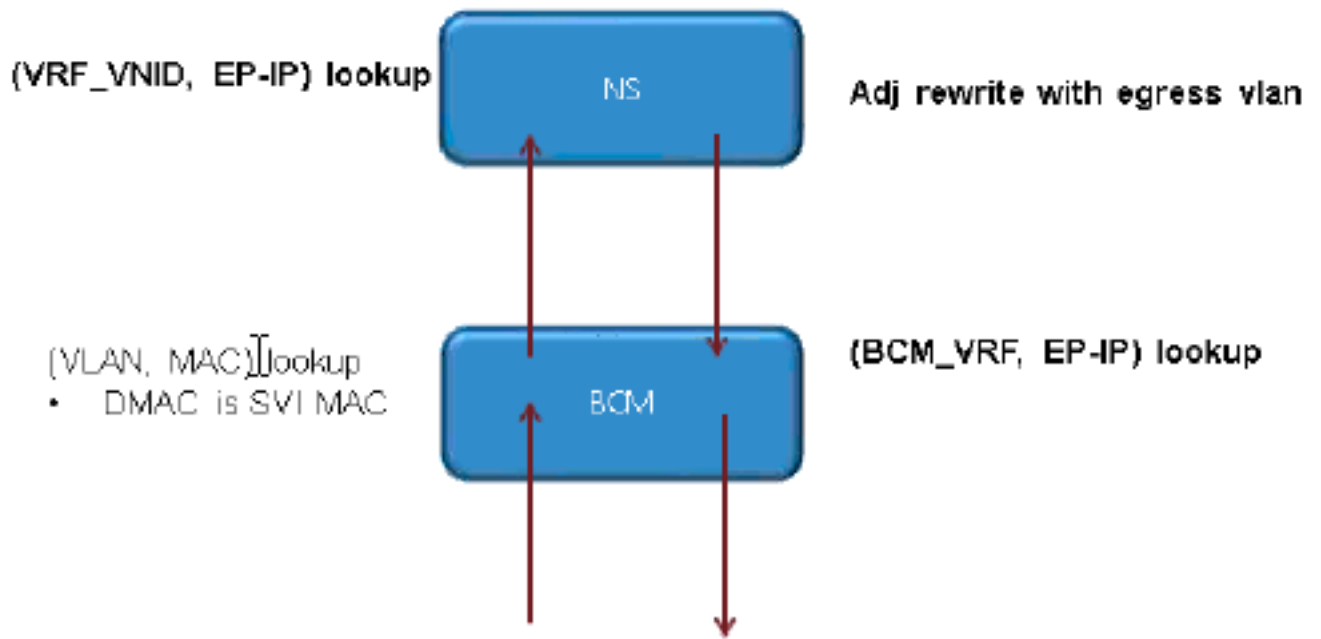 (VRF_VNID, EP-IP) lookup
NS
Adj rewrite with egress vlan
(VLAN, MAC) lookup
• DMAC is SVI MAC
BCM
(BCM_VRF, EP-IP) lookup